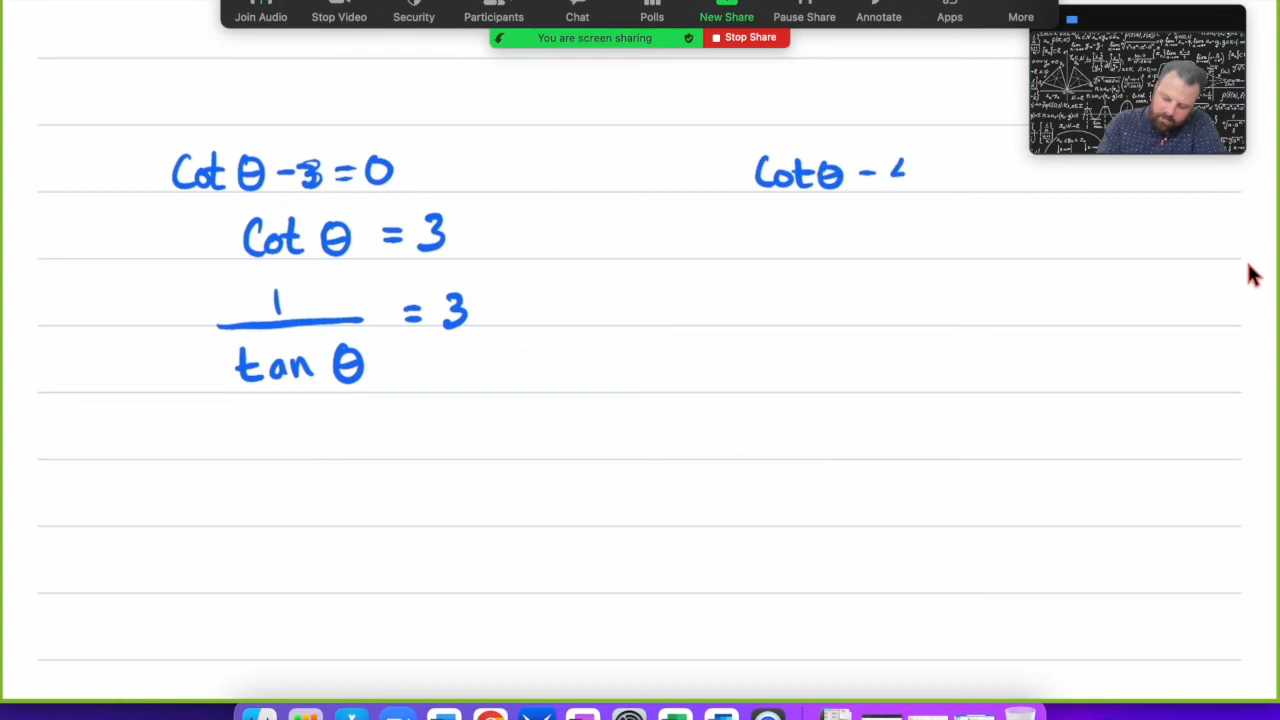 Join Audio Stop Video Security Participants Chat Polls New Share Pause Share Annotate Apps More
You are screen sharing Stop Share
Cot θ - 3 = 0
Cot θ = 3
1
= 3
tan θ
Cot θ -